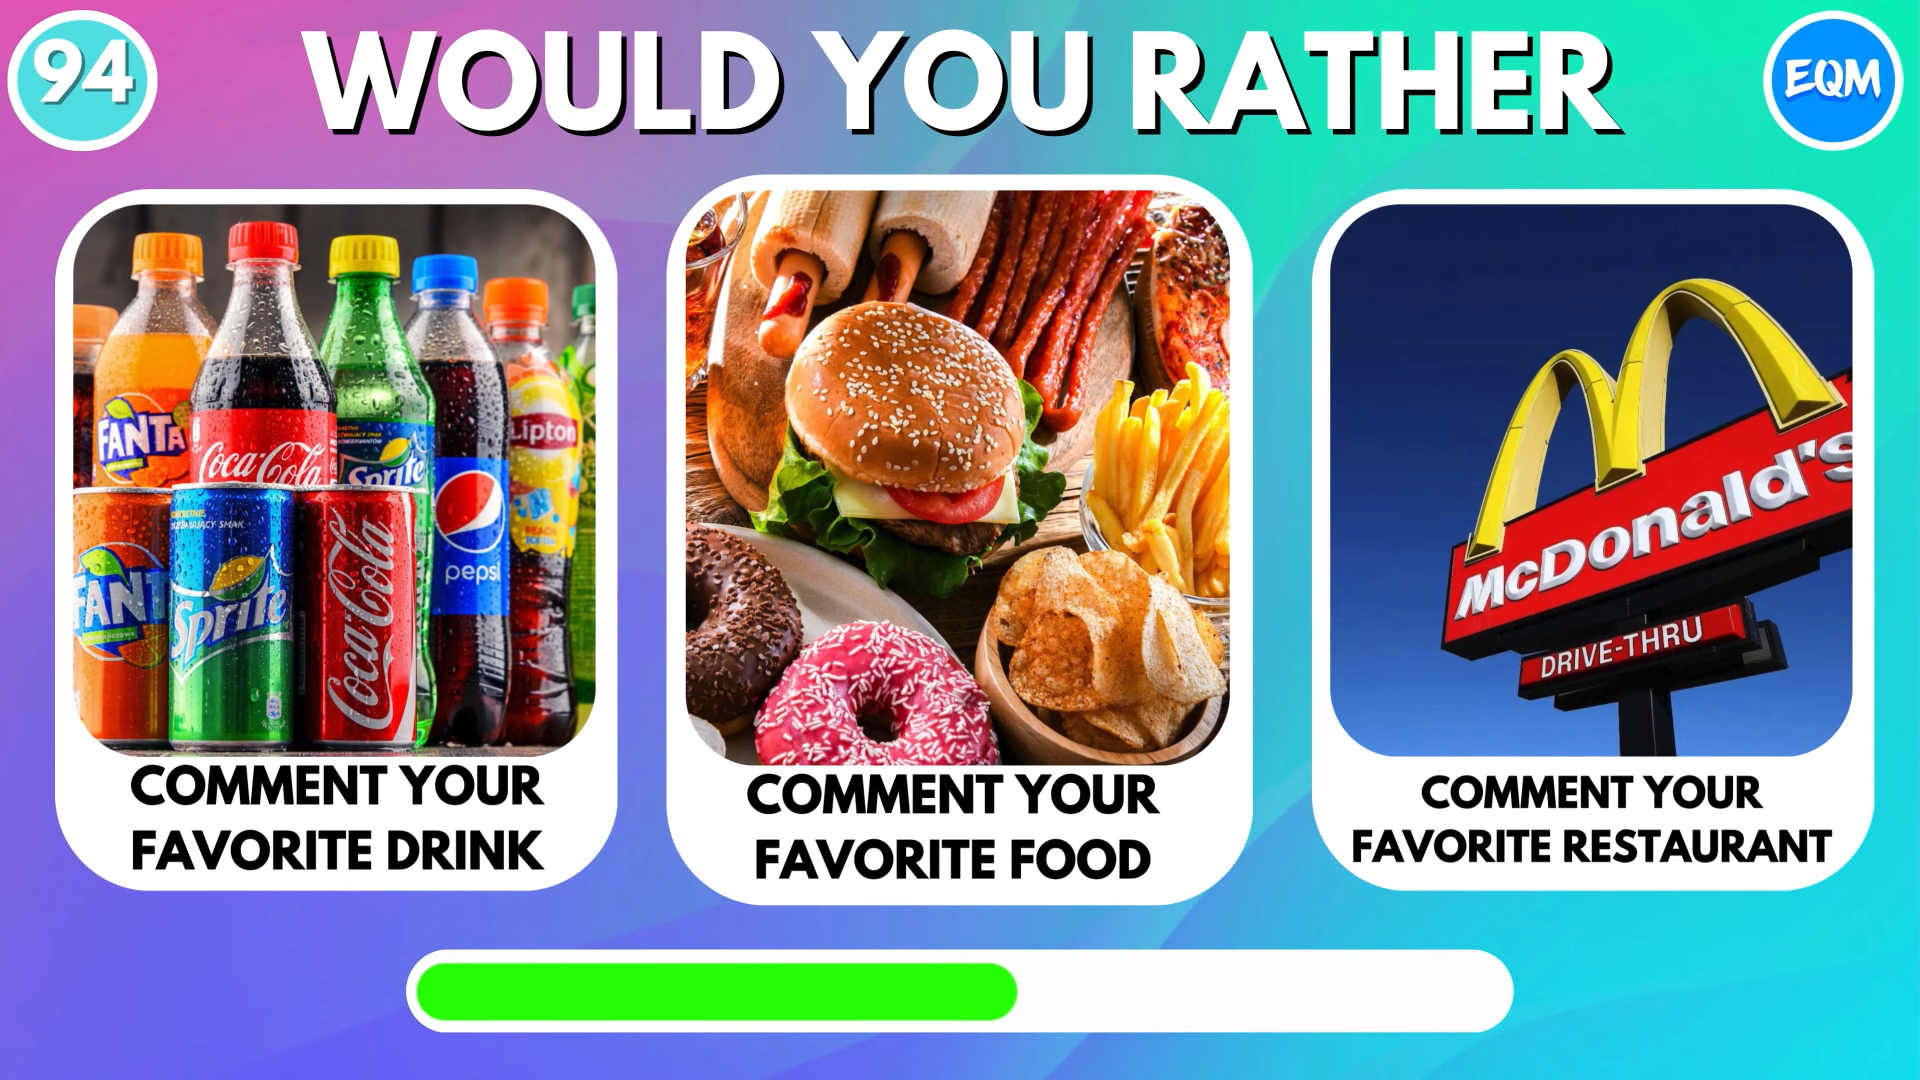 94
WOULD YOU RATHER
EQM
FANTA
Coca-Cola
Sprite
Lipton
pepsi
FANT
Sprite
Coca-Cola
McDonald's
DRIVE-THRU
COMMENT YOUR
FAVORITE DRINK
COMMENT YOUR
FAVORITE FOOD
COMMENT YOUR
FAVORITE RESTAURANT